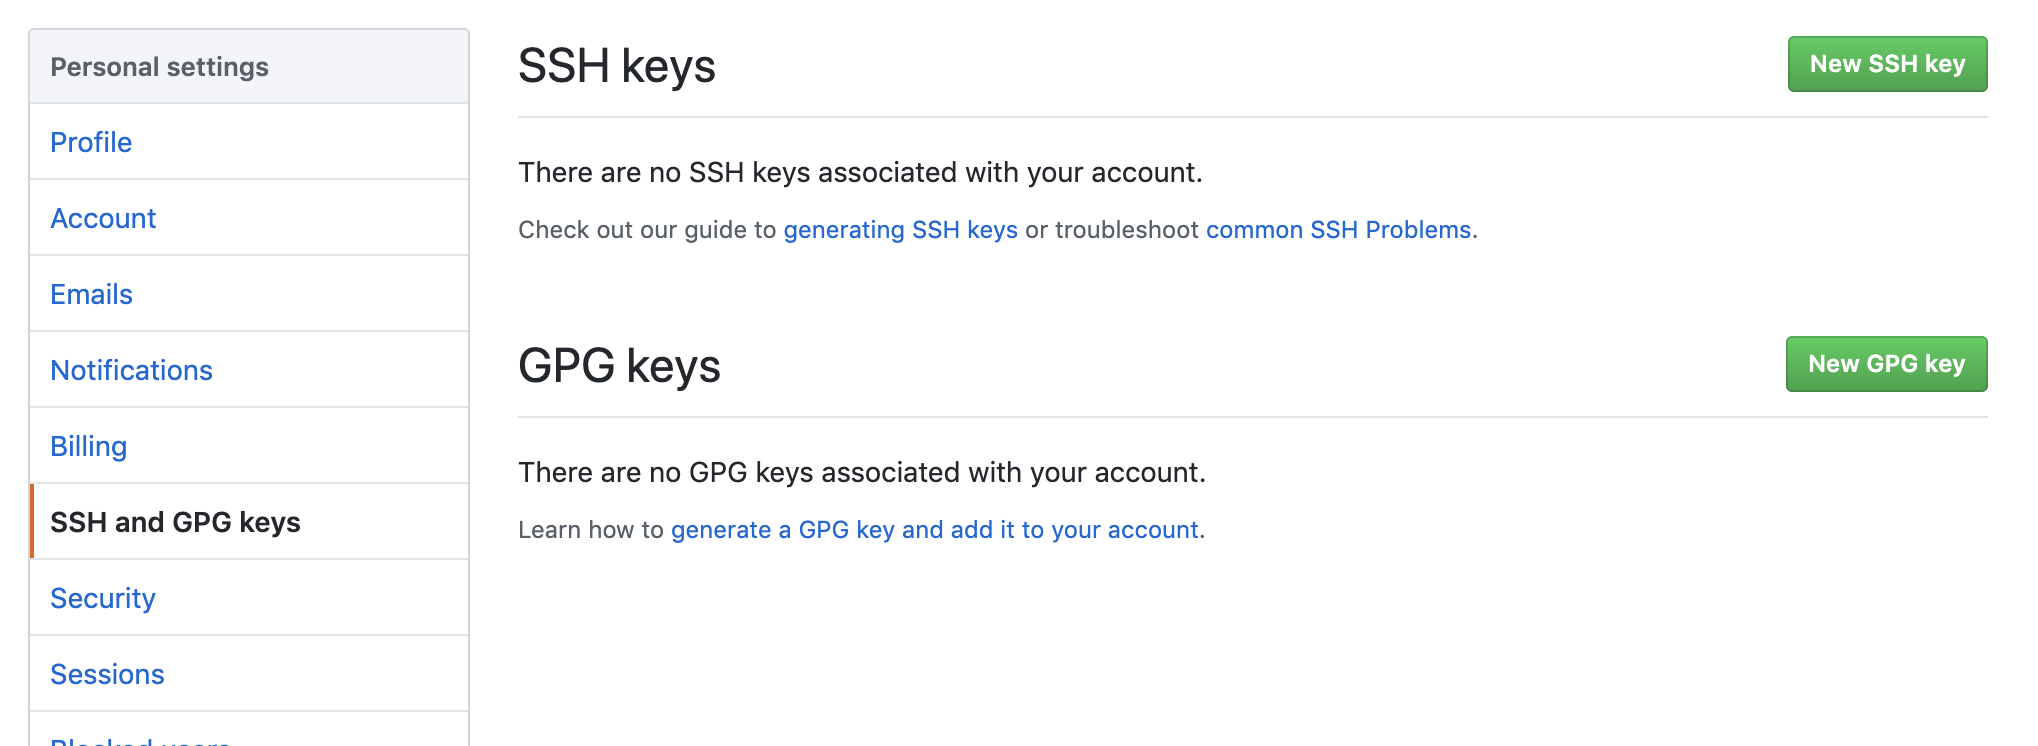 Personal settings
Profile
Account
Emails
Notifications
Billing
SSH and GPG keys
Security
Sessions
Blocked users
SSH keys
New SSH key
There are no SSH keys associated with your account.
Check out our guide to generating SSH keys or troubleshoot common SSH Problems.
GPG keys
New GPG key
There are no GPG keys associated with your account.
Learn how to generate a GPG key and add it to your account.